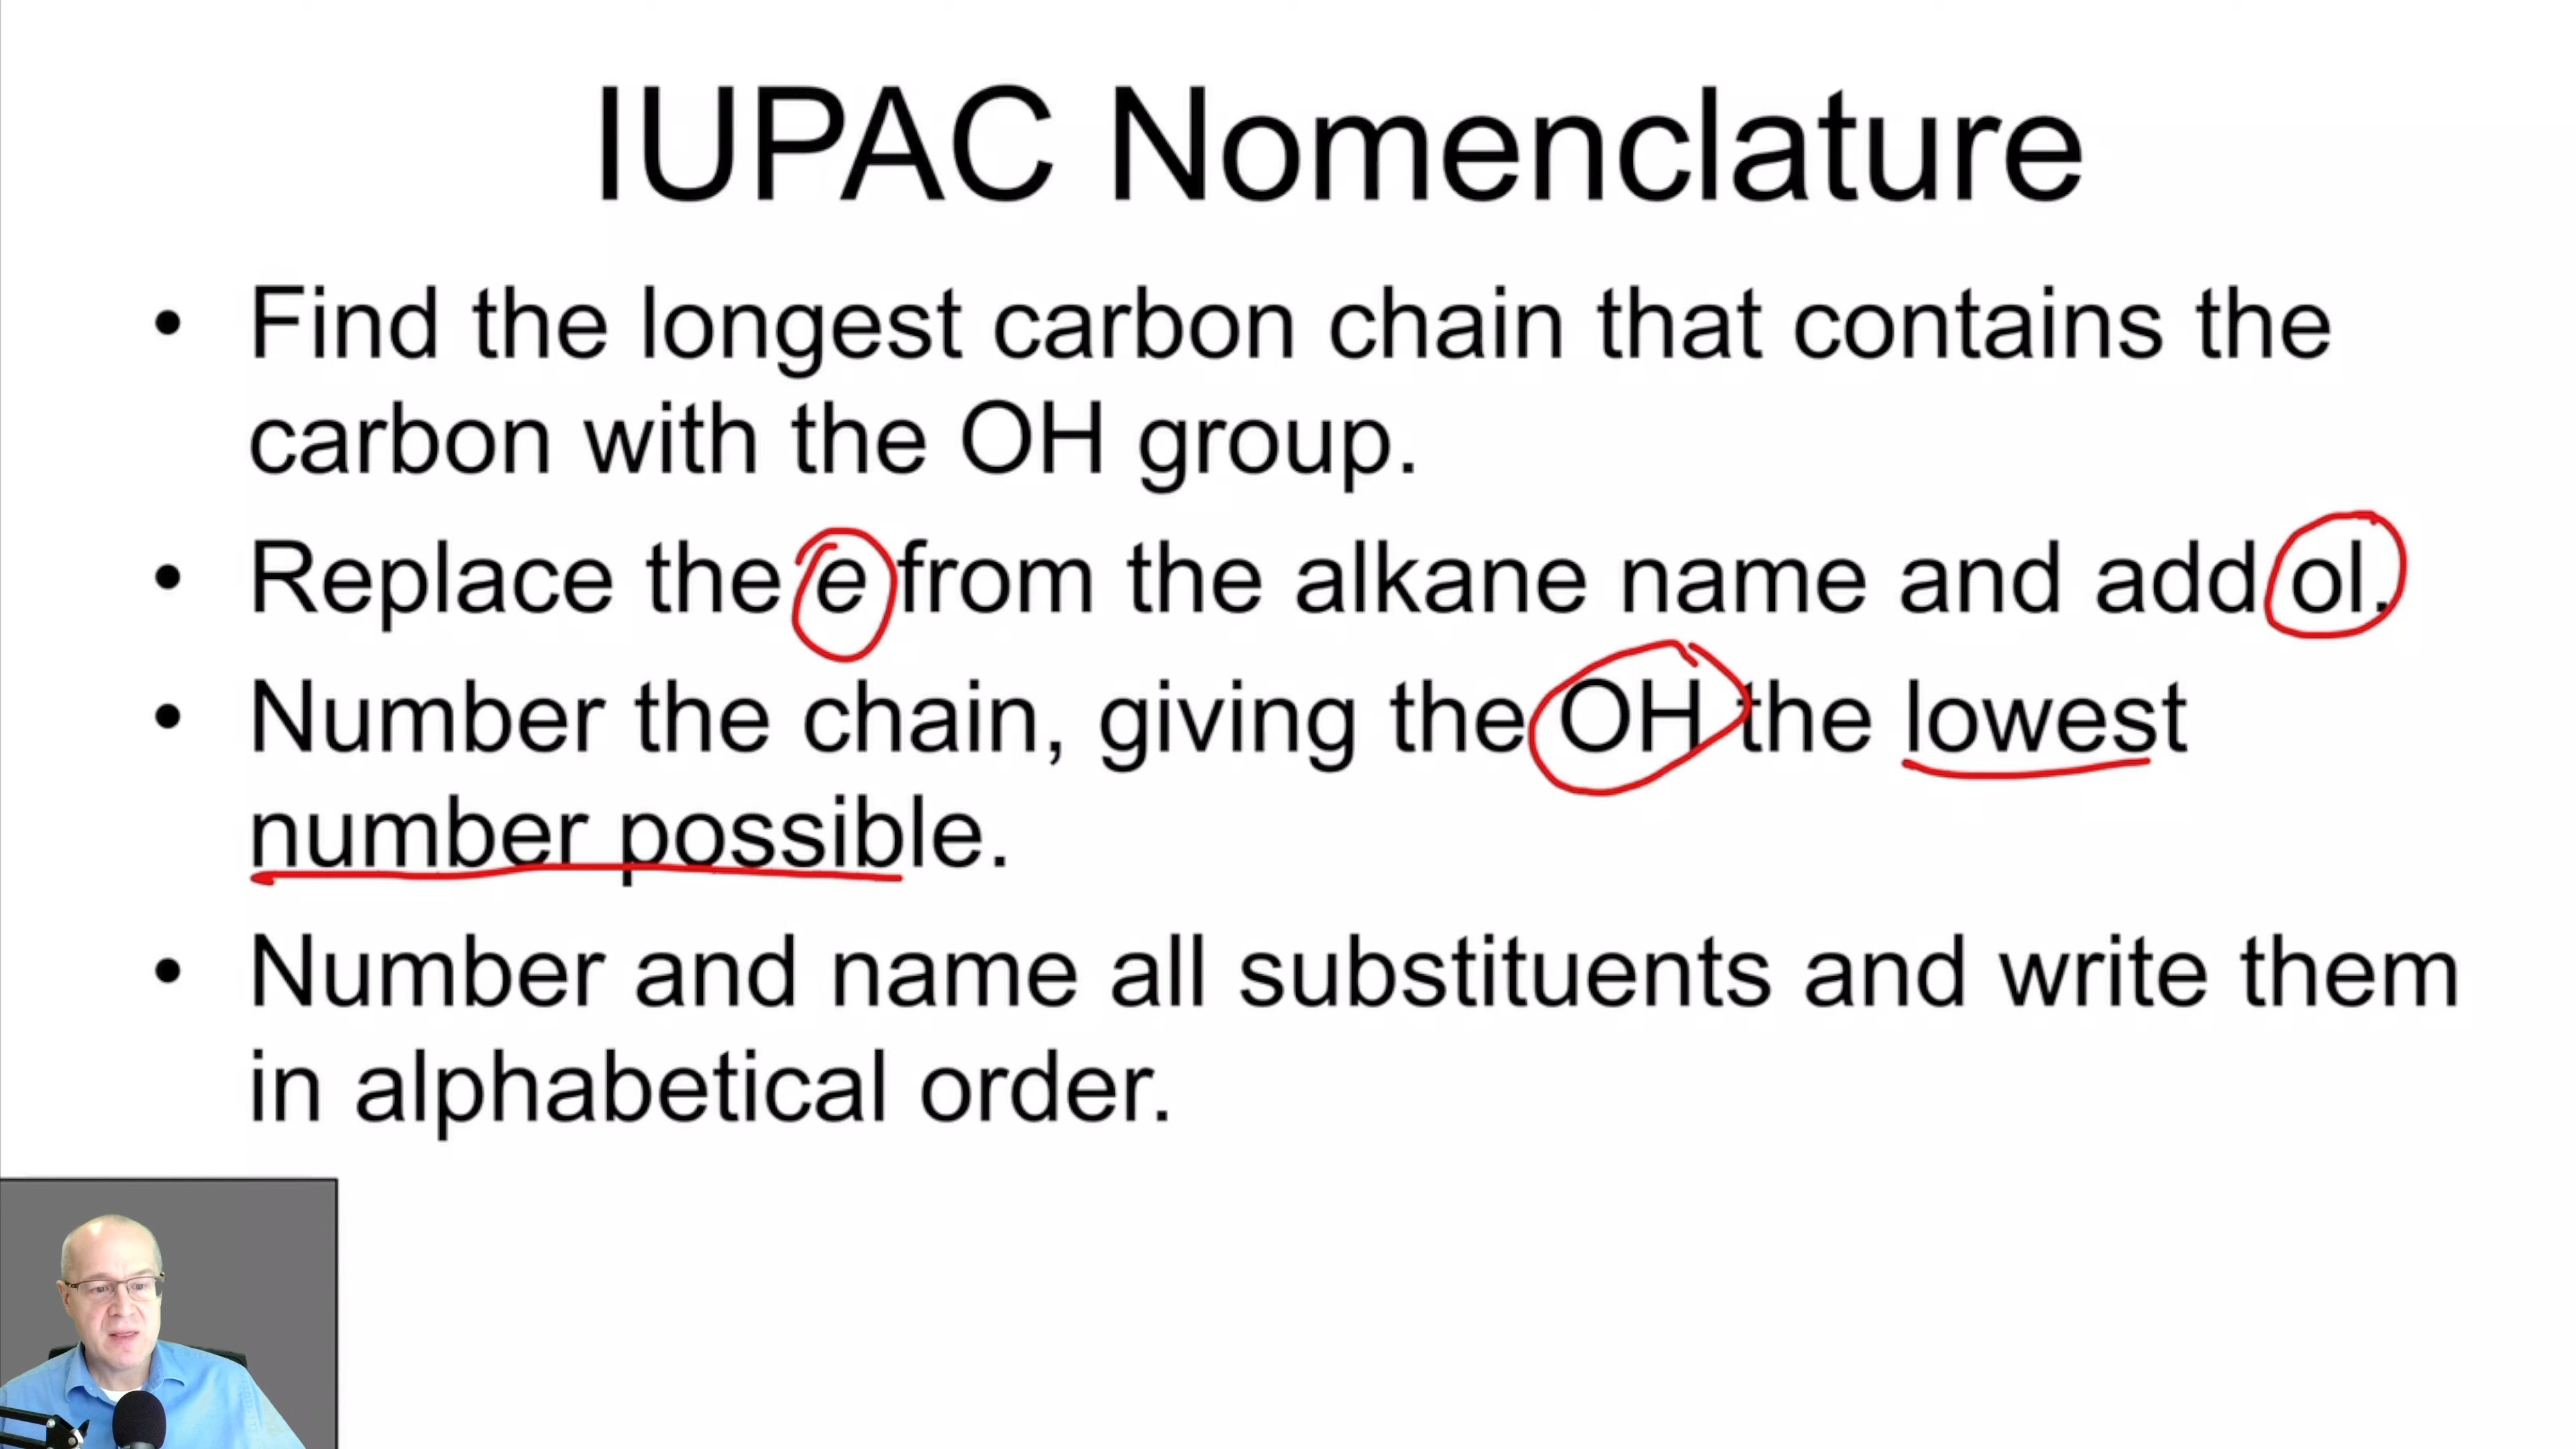 IUPAC Nomenclature
• Find the longest carbon chain that contains the
carbon with the OH group.
• Replace the e from the alkane name and add ol.
• Number the chain, giving the OH the lowest
number possible.
• Number and name all substituents and write them
in alphabetical order.